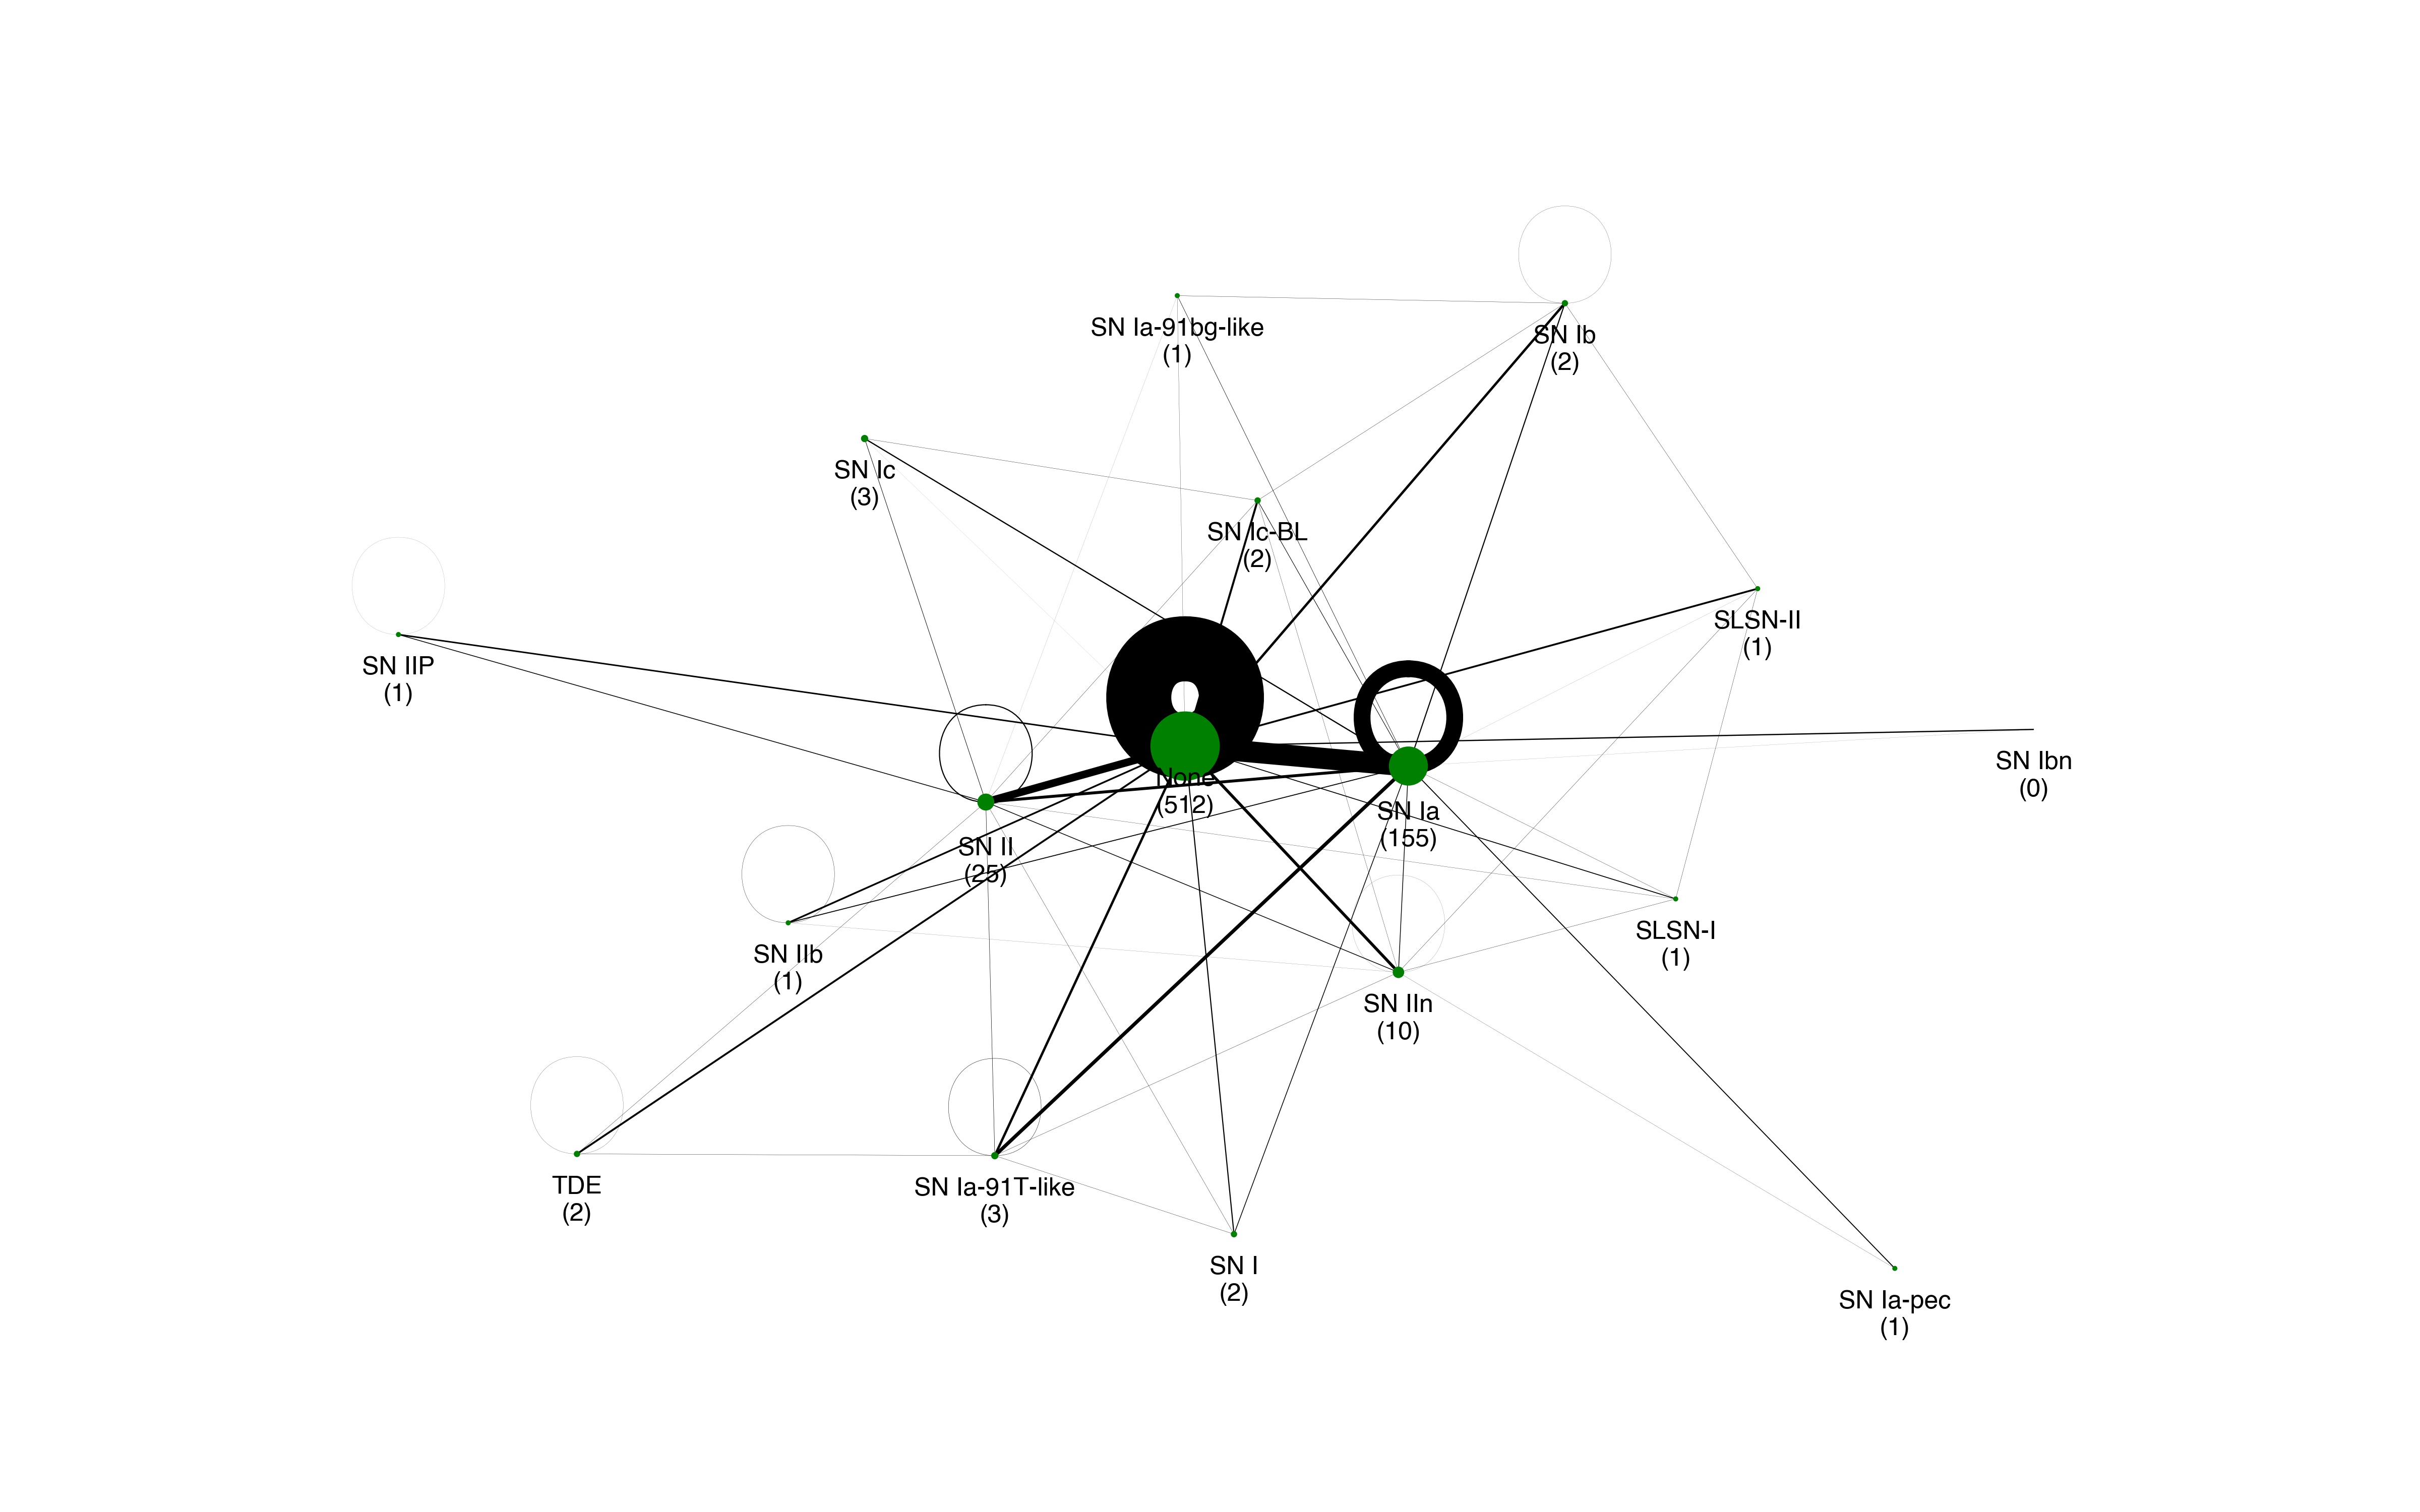 SN Ia-91bg-like
(1)
SN Ib
(2)
SN Ic
(3)
SN Ic-BL
(2)
SLSN-II
(1)
SN IIP
(1)
SN Ibn
(0)
None
(512)
SN Ia
(155)
SN II
(25)
SLSN-I
(1)
SN IIb
(1)
SN IIn
(10)
TDE
(2)
SN Ia-91T-like
(3)
SN I
(2)
SN Ia-pec
(1)